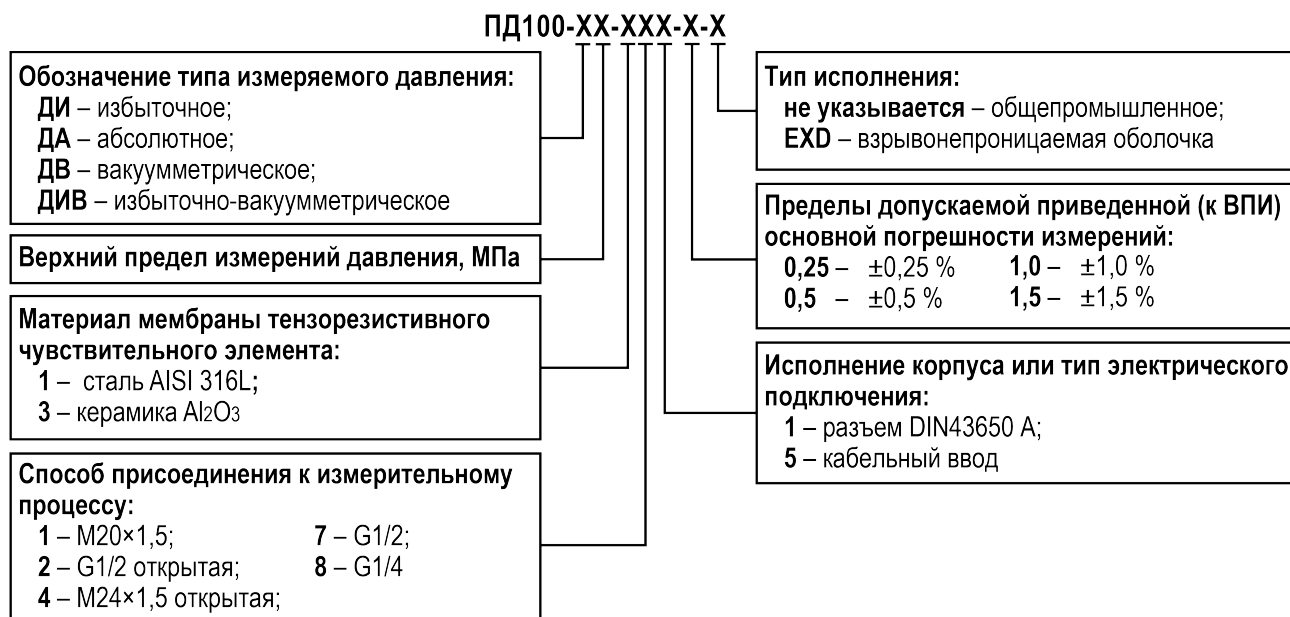 ПД100-XX-XXX-X-X
Обозначение типа измеряемого давления:
ДИ – избыточное;
ДА – абсолютное;
ДВ – вакуумметрическое;
ДИВ – избыточно-вакуумметрическое
Верхний предел измерений давления, МПа
Материал мембраны тензорезистивного
чувствительного элемента:
1 – сталь AISI 316L;
3 – керамика Al2O3
Способ присоединения к измерительному
процессу:
1 – М20×1,5; 7 – G1/2;
2 – G1/2 открытая; 8 – G1/4
4 – М24×1,5 открытая;
Тип исполнения:
не указывается – общепромышленное;
EXD – взрывонепроницаемая оболочка
Пределы допускаемой приведенной (к ВПИ)
основной погрешности измерений:
0,25 – ±0,25 % 1,0 – ±1,0 %
0,5 – ±0,5 % 1,5 – ±1,5 %
Исполнение корпуса или тип электрического
подключения:
1 – разъем DIN43650 A;
5 – кабельный ввод